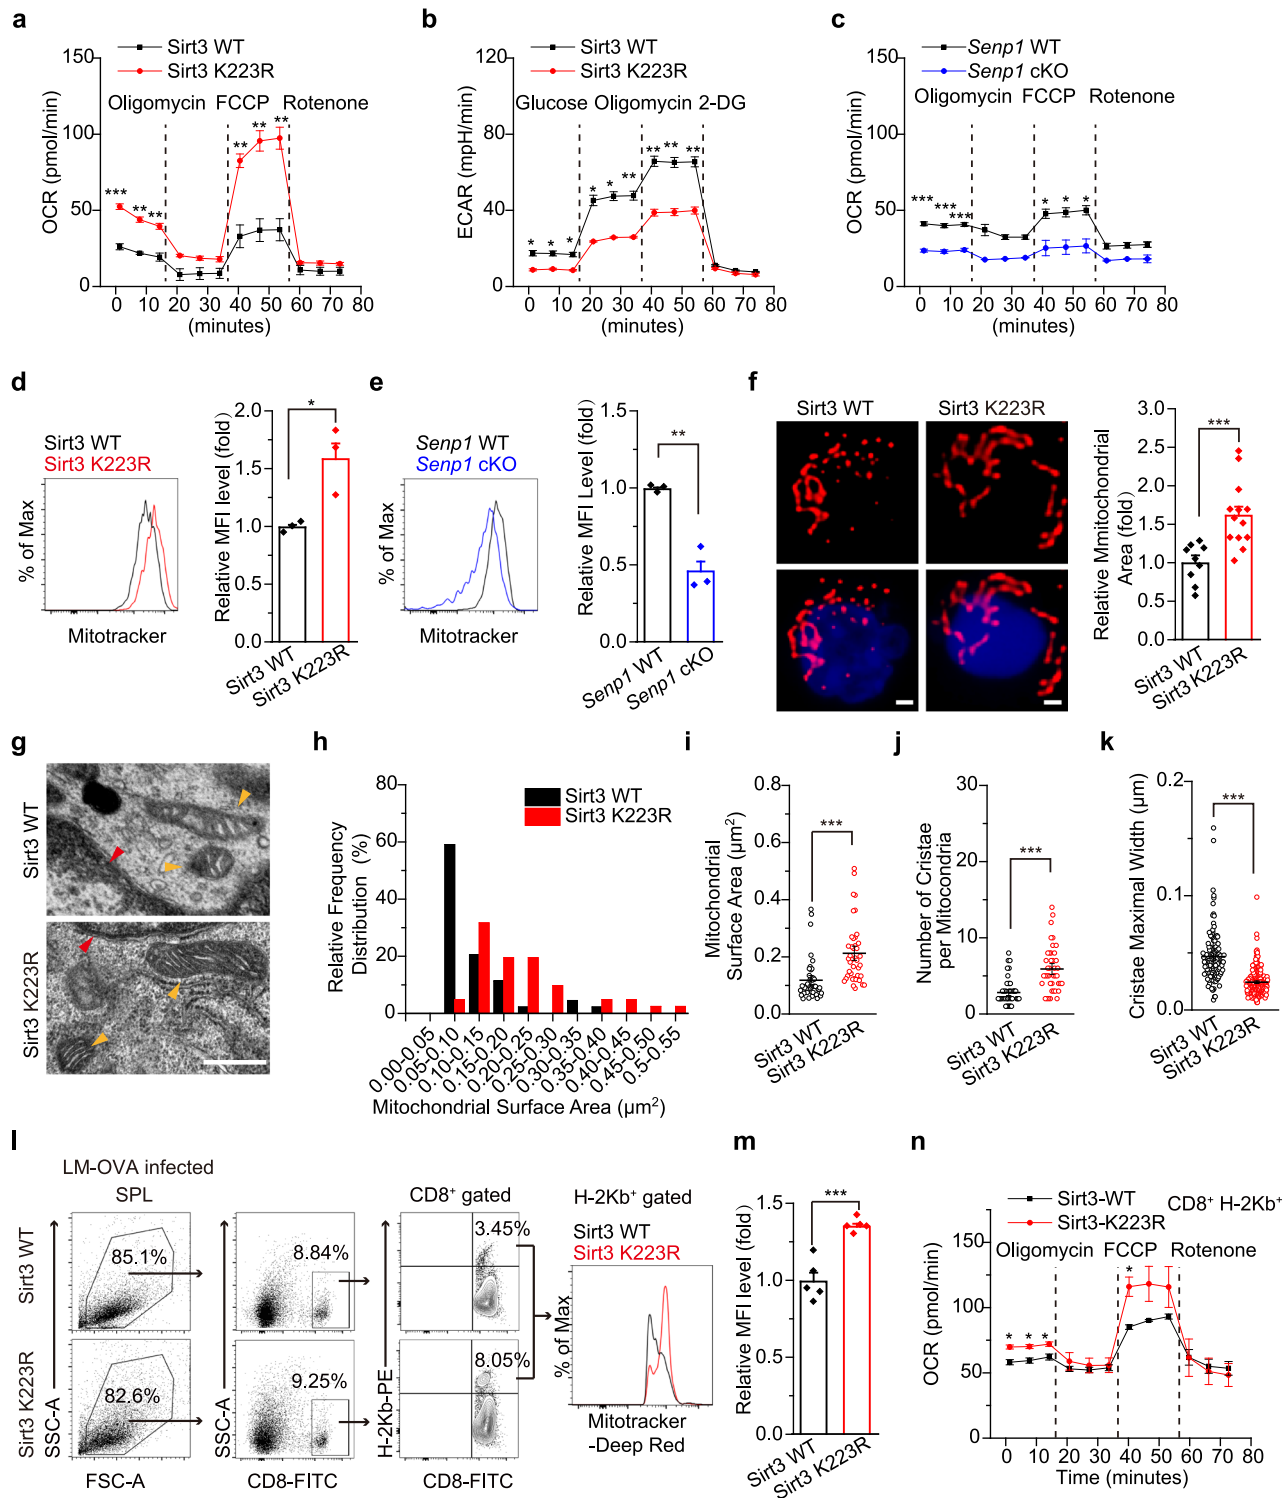 a
Sirt3 WT
Sirt3 K223R
Oligomycin FCCP Rotenone
OCR (pmol/min)
150
100
50
0
*** ** ** ** ** **
0 10 20 30 40 50 60 70 80
(minutes)
b
Sirt3 WT
Sirt3 K223R
Glucose Oligomycin 2-DG
ECAR (mpH/min)
120
80
40
0
* * * * * ** ** ** **
0 10 20 30 40 50 60 70 80
(minutes)
c
Senp1 WT
Senp1 cKO
Oligomycin FCCP Rotenone
OCR (pmol/min)
150
100
50
0
*** *** *** * * *
0 10 20 30 40 50 60 70 80
(minutes)
d
Sirt3 WT
Sirt3 K223R
% of Max
Mitotracker
Relative MFI level (fold)
2.0
1.5
1.0
0.5
0.0
*
Sirt3 WT
Sirt3 K223R
e
Senp1 WT
Senp1 cKO
% of Max
Mitotracker
Relative MFI Level (fold)
1.5
1.0
0.5
0.0
**
Senp1 WT
Senp1 cKO
f
Sirt3 WT
Sirt3 K223R
Relative Mmitochondrial
Area (fold)
3.0
2.5
2.0
1.5
1.0
0.5
0.0
***
Sirt3 WT
Sirt3 K223R
g
Sirt3 WT
Sirt3 K223R
h
Sirt3 WT
Sirt3 K223R
Relative Frequency
Distribution (%)
80
60
40
20
0
0.00-0.05
0.05-0.10
0.10-0.15
0.15-0.20
0.20-0.25
0.25-0.30
0.30-0.35
0.35-0.40
0.40-0.45
0.45-0.50
0.5-0.55
Mitochondrial Surface Area (µm²)
i
Mitochondrial
Surface Area (µm²)
0.8
0.6
0.4
0.2
0.0
***
Sirt3 WT
Sirt3 K223R
j
Number of Cristae
per Mitocondria
30
20
10
0
***
Sirt3 WT
Sirt3 K223R
k
Cristae Maximal Width (µm)
0.2
0.1
0.0
***
Sirt3 WT
Sirt3 K223R
l
LM-OVA infected
SPL
CD8⁺ gated
H-2Kb⁺ gated
Sirt3 WT
85.1%
8.84%
3.45%
Sirt3 WT
Sirt3 K223R
% of Max
Mitotracker
-Deep Red
Sirt3 K223R
82.6%
9.25%
8.05%
SSC-A
SSC-A
H-2Kb-PE
FSC-A
CD8-FITC
CD8-FITC
m
Relative MFI level (fold)
1.5
1.0
0.5
0.0
***
Sirt3 WT
Sirt3 K223R
n
Sirt3-WT
Sirt3-K223R
CD8⁺ H-2Kb⁺
Oligomycin FCCP Rotenone
OCR (pmol/min)
150
100
75
50
25
0
* * * *
0 10 20 30 40 50 60 70 80
Time (minutes)